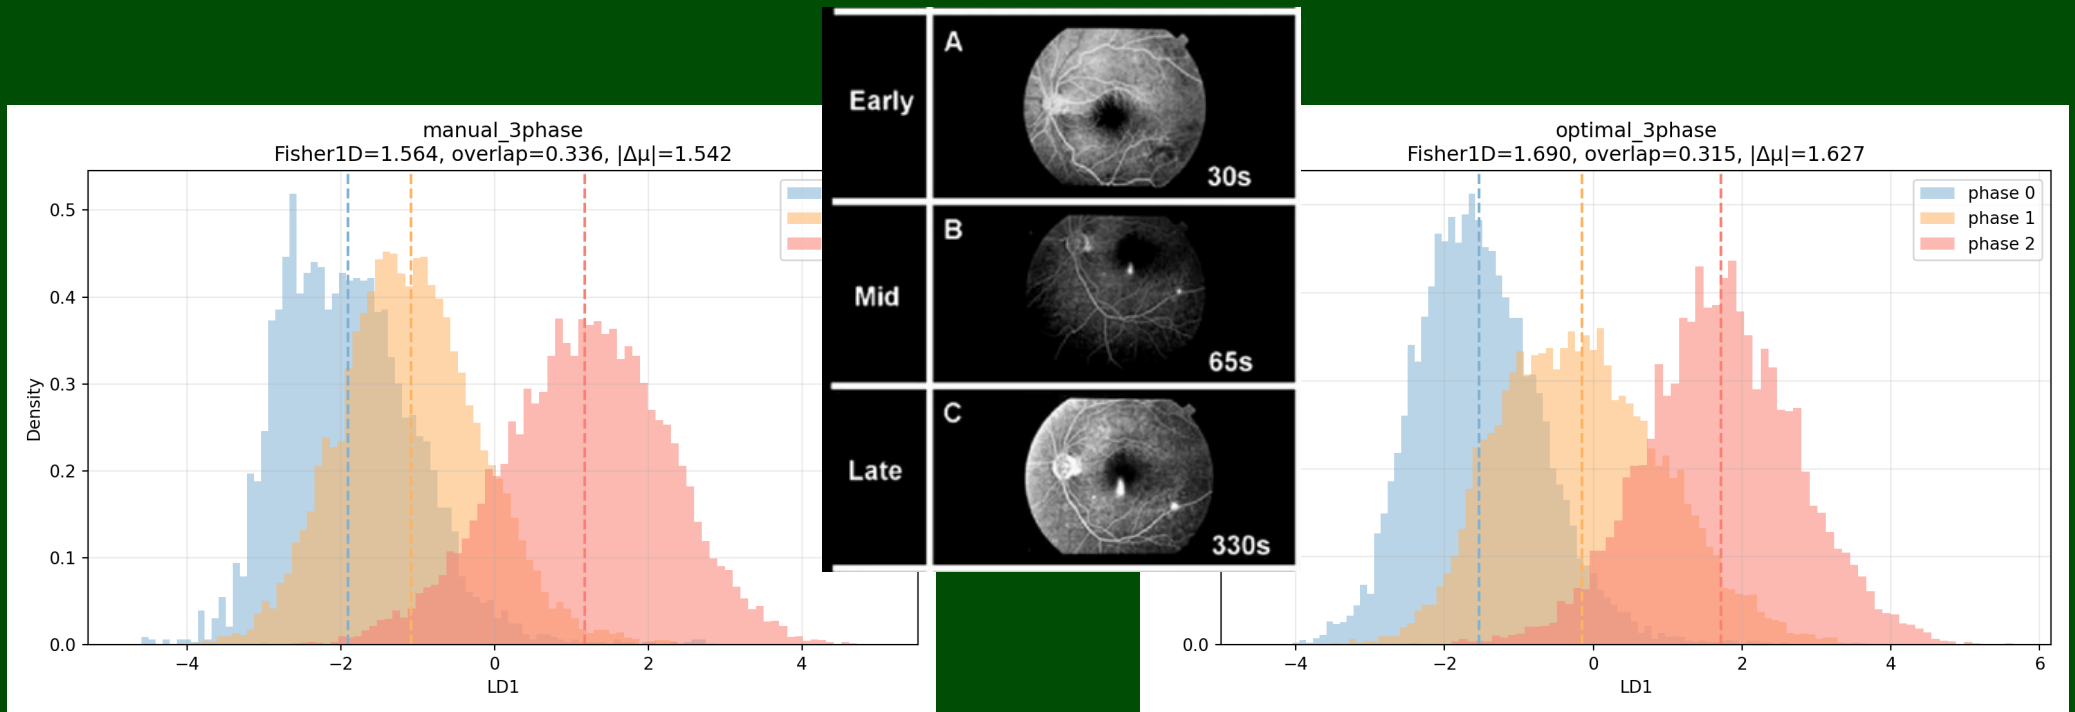 manual_3phase
Fisher1D=1.564, overlap=0.336, |Δμ|=1.542
0.5
0.4
0.3
0.2
0.1
0.0
Density
−4
−2
0
2
4
LD1
Early
A
30s
Mid
B
65s
Late
C
330s
optimal_3phase
Fisher1D=1.690, overlap=0.315, |Δμ|=1.627
phase 0
phase 1
phase 2
0.0
−4
−2
0
2
4
6
LD1